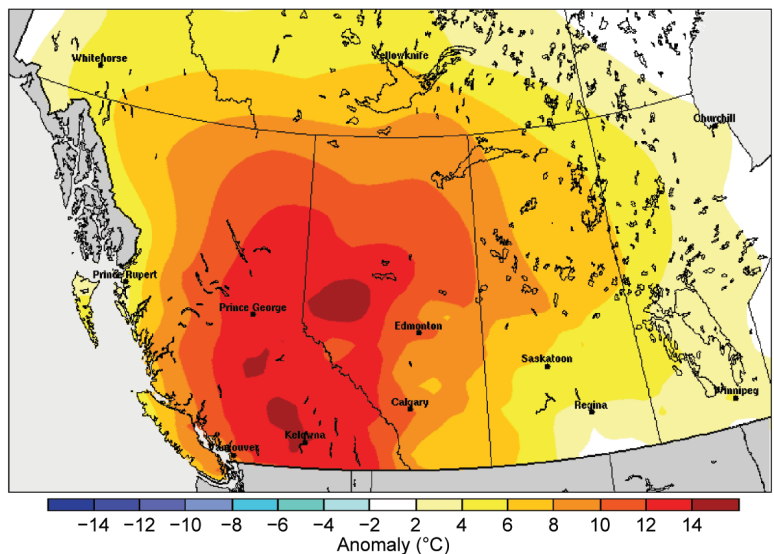 Whitehorse
Yellowknife
Churchill
Prince Rupert
Prince George
Edmonton
Saskatoon
Winnipeg
Calgary
Regina
Kelowna
Vancouver
−14 −12 −10 −8 −6 −4 −2 2 4 6 8 10 12 14
Anomaly (°C)